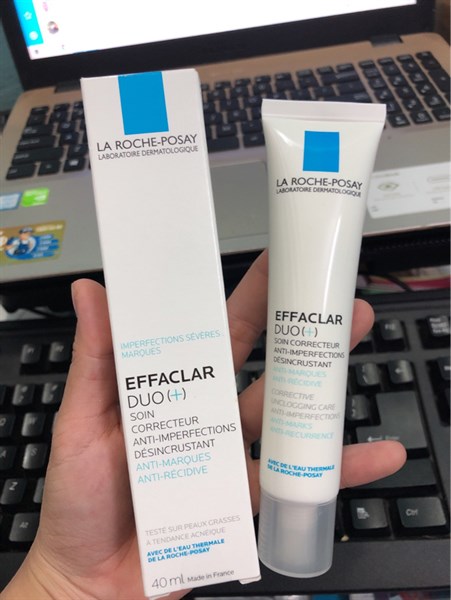 LA ROCHE-POSAY
LABORATOIRE DERMATOLOGIQUE
IMPERFECTIONS SÉVÈRES
MARQUES
EFFACLAR
DUO(+)
SOIN
CORRECTEUR
ANTI-IMPERFECTIONS
DÉSINCRUSTANT
ANTI-MARQUES
ANTI-RÉCIDIVE
TESTÉ SUR PEAUX GRASSES
À TENDANCE ACNÉIQUE
AVEC DE L'EAU THERMALE
DE LA ROCHE-POSAY
40 ml Made in France
LA ROCHE-POSAY
LABORATOIRE DERMATOLOGIQUE
EFFACLAR
DUO(+)
SOIN CORRECTEUR
ANTI-IMPERFECTIONS
DÉSINCRUSTANT
ANTI-MARQUES
ANTI-RÉCIDIVE
CORRECTIVE
UNCLOGGING CARE
ANTI-IMPERFECTIONS
ANTI-MARKS
ANTI-RECURRENCE
AVEC DE L'EAU THERMALE
DE LA ROCHE-POSAY